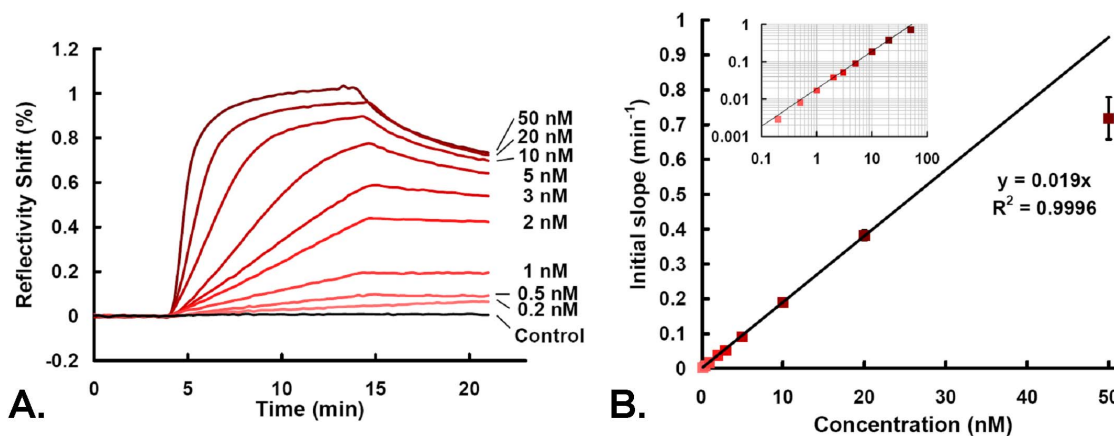 A.
Reflectivity Shift (%)
1.2
1
0.8
0.6
0.4
0.2
0
-0.2
0 5 10 15 20
Time (min)
50 nM
20 nM
10 nM
5 nM
3 nM
2 nM
1 nM
0.5 nM
0.2 nM
Control
B.
Initial slope (min⁻¹)
1
0.9
0.8
0.7
0.6
0.5
0.4
0.3
0.2
0.1
0
0 10 20 30 40 50
Concentration (nM)
1
0.1
0.01
0.001
0.1 1 10 100
y = 0.019x
R² = 0.9996